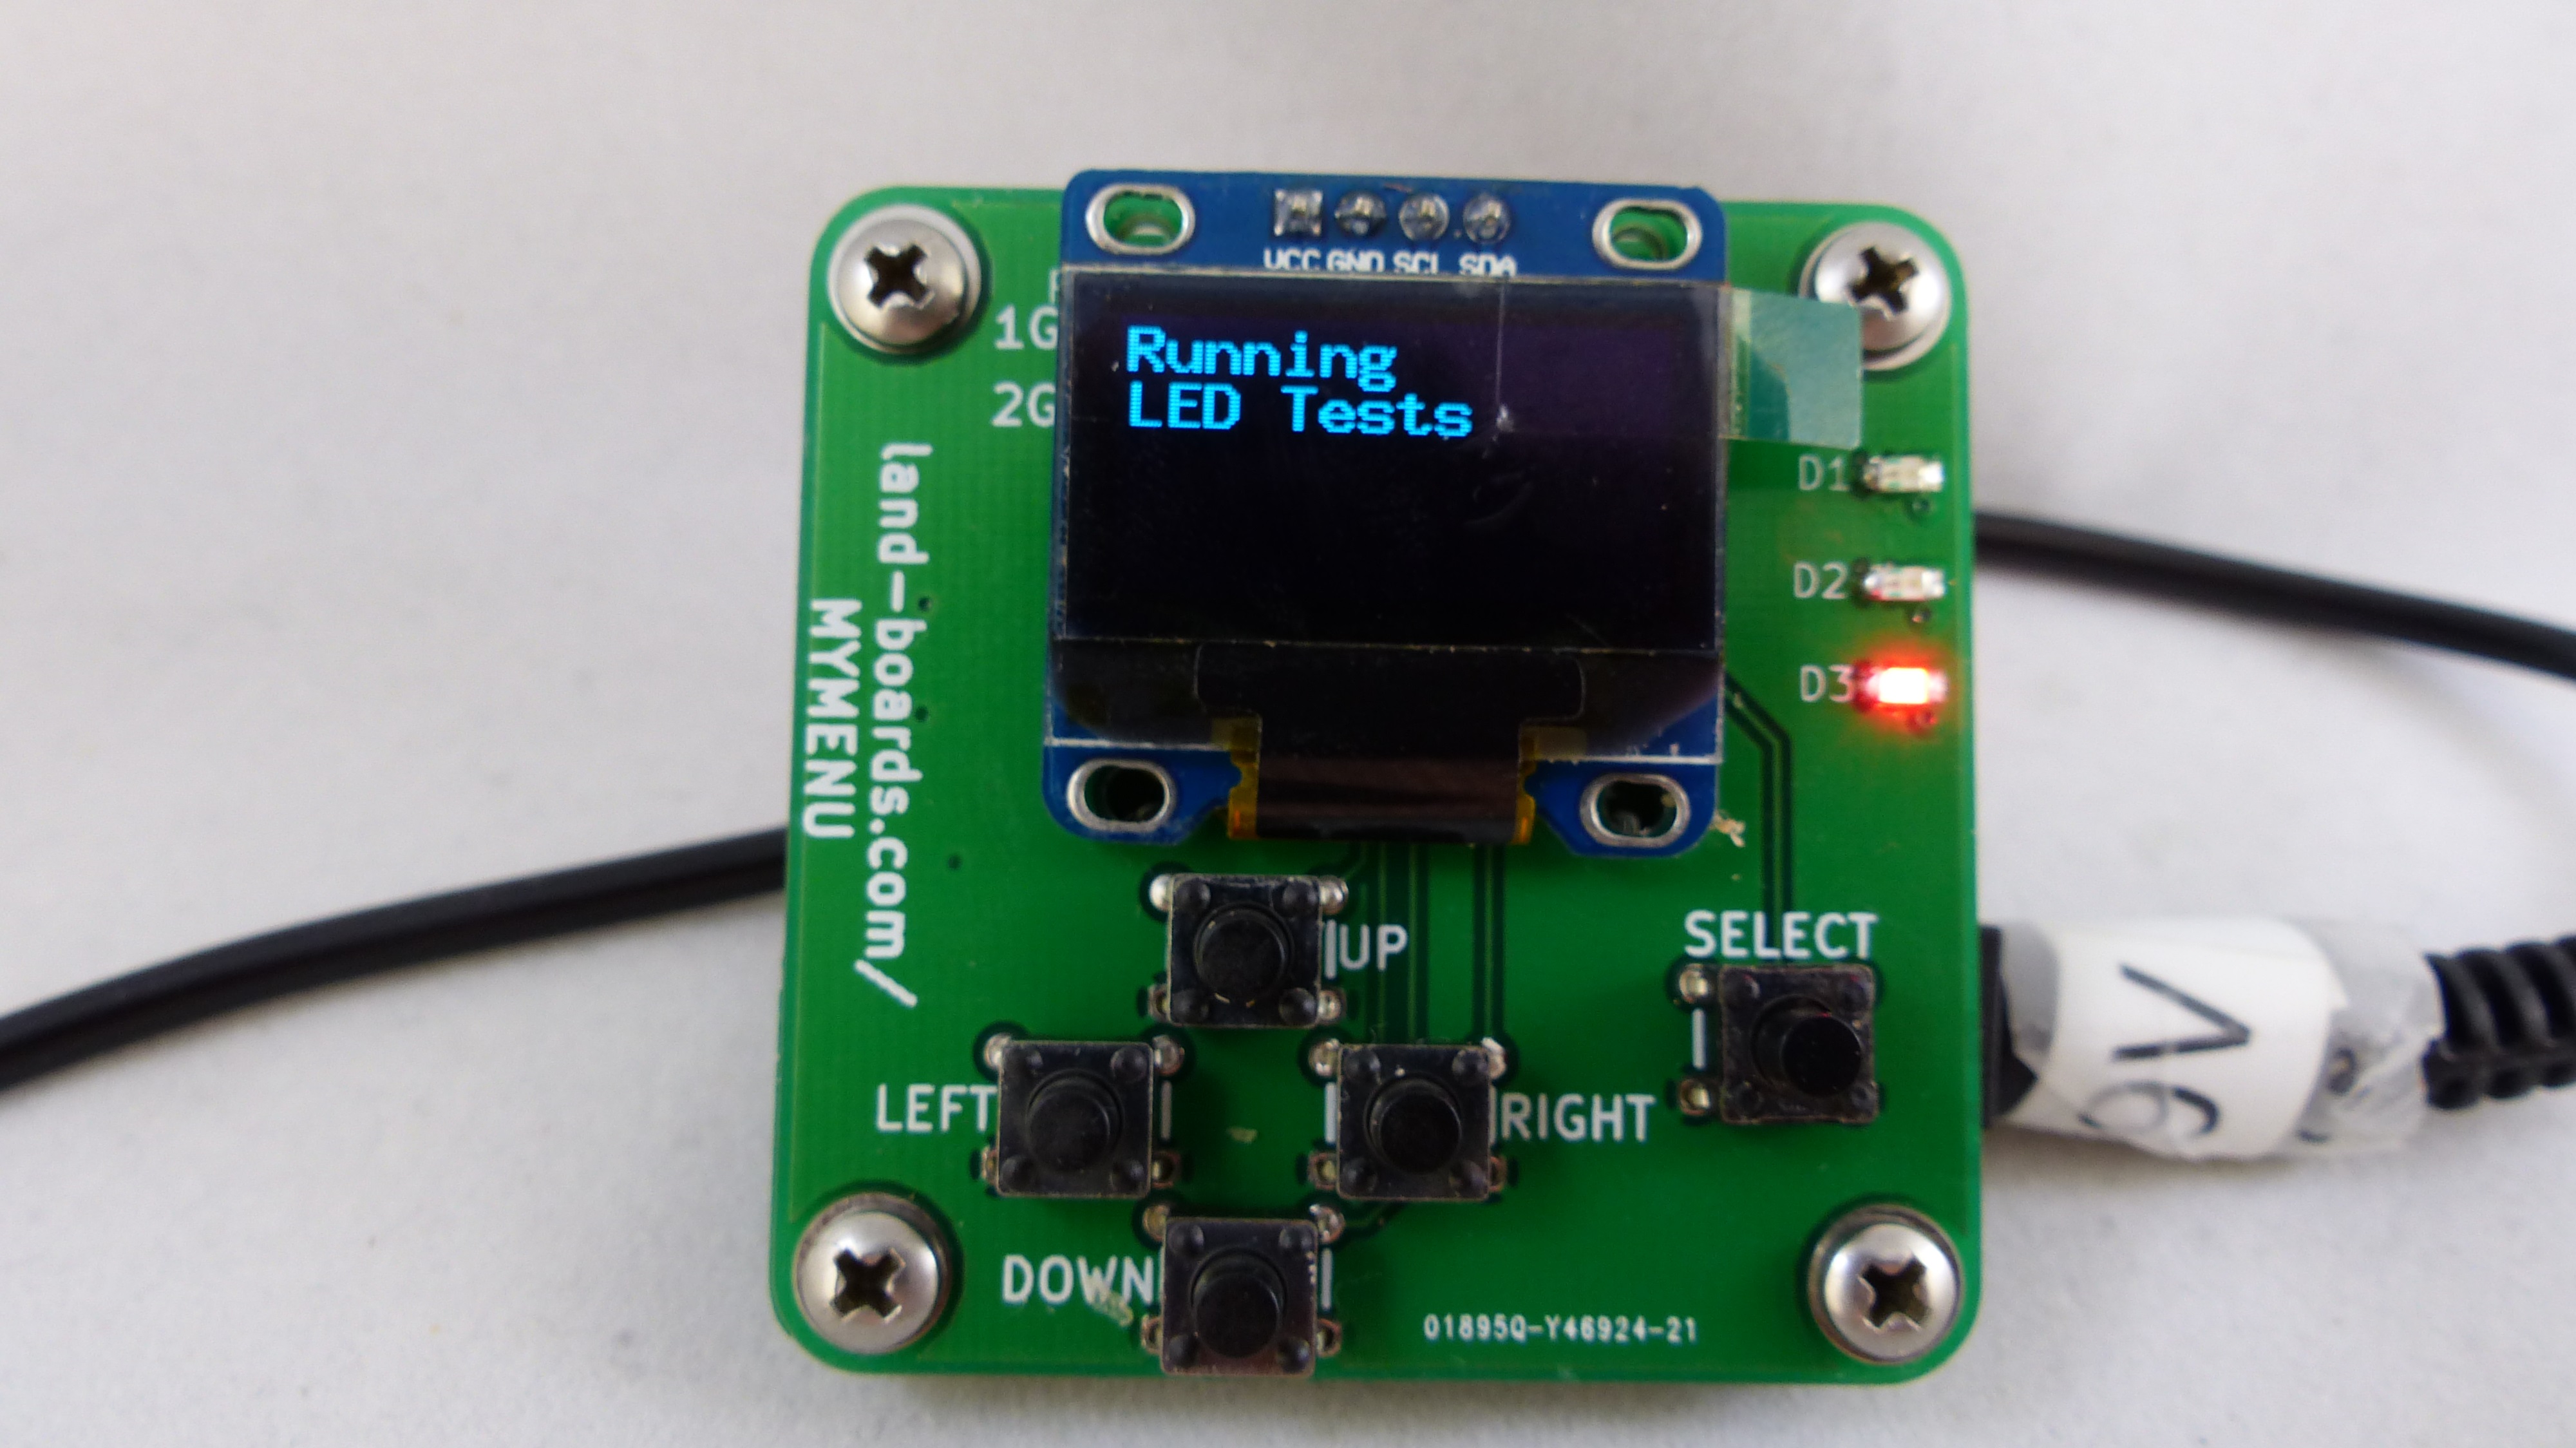 VCC GND SCL SDA
1G
2G
Running
LED Tests
D1
D2
D3
land-boards.com/
MYMENU
UP
SELECT
LEFT
RIGHT
DOWN
01895Q-Y46924-21
9V